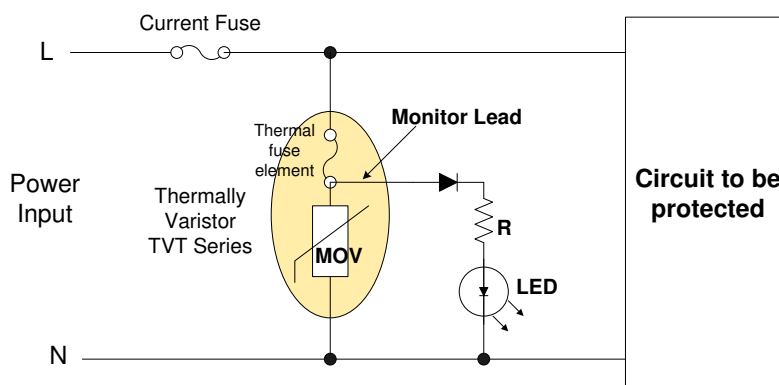 Current Fuse
L
Monitor Lead
Thermal
fuse
element
Power
Input
Thermally
Varistor
TVT Series
MOV
R
LED
Circuit to be
protected
N